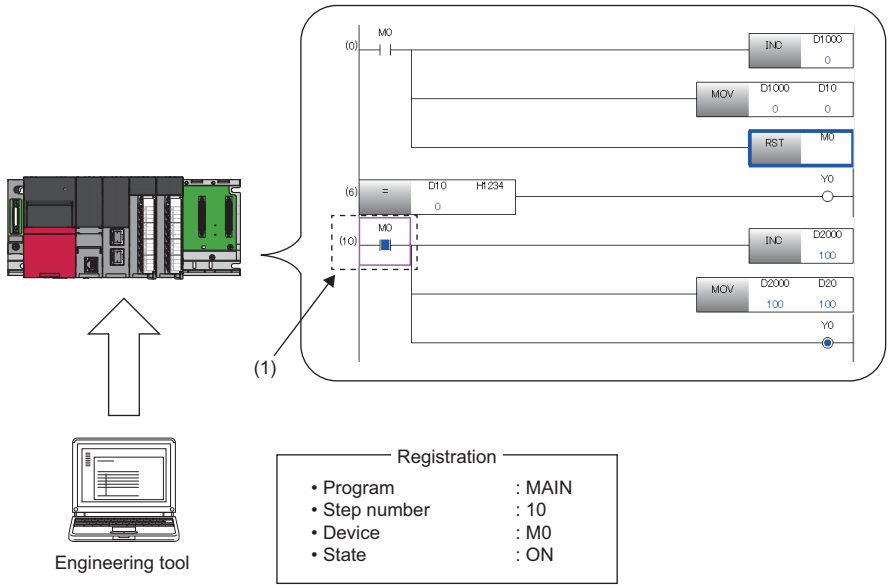 M0
(0)
INC D1000
0
MOV D1000 D10
0 0
RST M0
(6) = D10 H1234
0
Y0
M0
(10)
INC D2000
100
MOV D2000 D20
100 100
Y0
(1)
Engineering tool
Registration
• Program : MAIN
• Step number : 10
• Device : M0
• State : ON